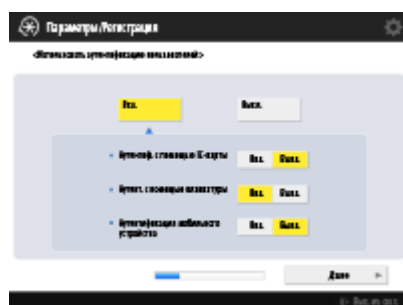 Параметры/Регистрация
<Использовать аутентификацию пользователей>
Вкл.
Выкл.
Аутентиф. с помощью IC-карты
Вкл.
Выкл.
Аутент. с помощью клавиатуры
Вкл.
Выкл.
Аутентификация мобильного
устройства
Вкл.
Выкл.
Далее